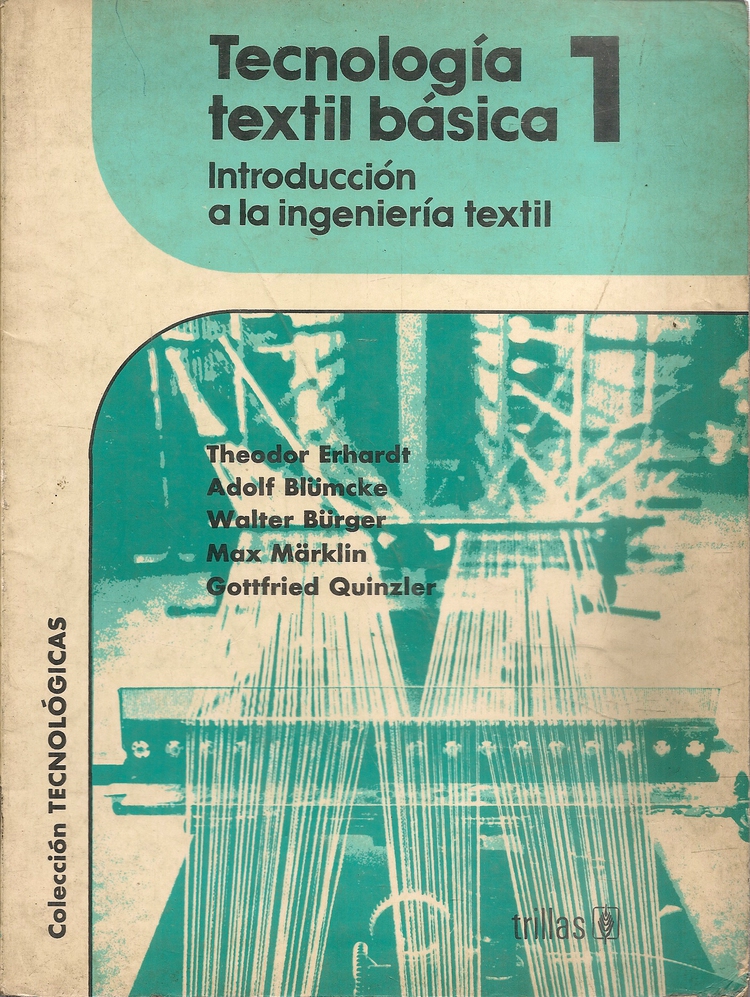 Tecnología
textil básica 1
Introducción
a la ingeniería textil
Theodor Erhardt
Adolf Blümcke
Walter Bürger
Max Märklin
Gottfried Quinzler
Colección TECNOLÓGICAS
trillas